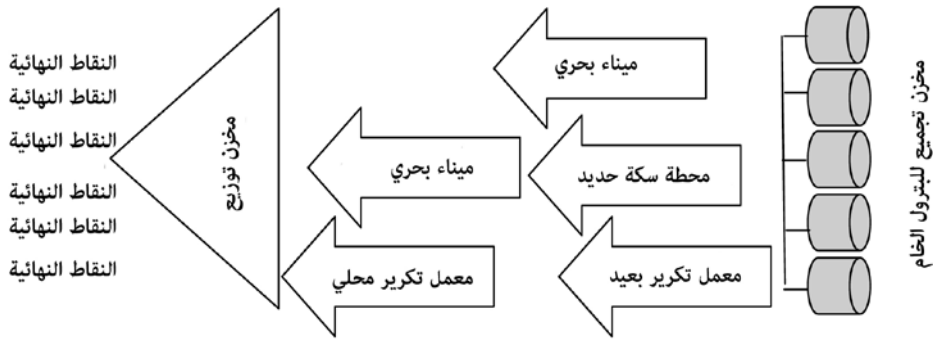 مخزن تجميع للبترول الخام
ميناء بحري
محطة سكة حديد
ميناء بحري
معمل تكرير بعيد
معمل تكرير محلي
مخزن توزيع
النقاط النهائية
النقاط النهائية
النقاط النهائية
النقاط النهائية
النقاط النهائية
النقاط النهائية